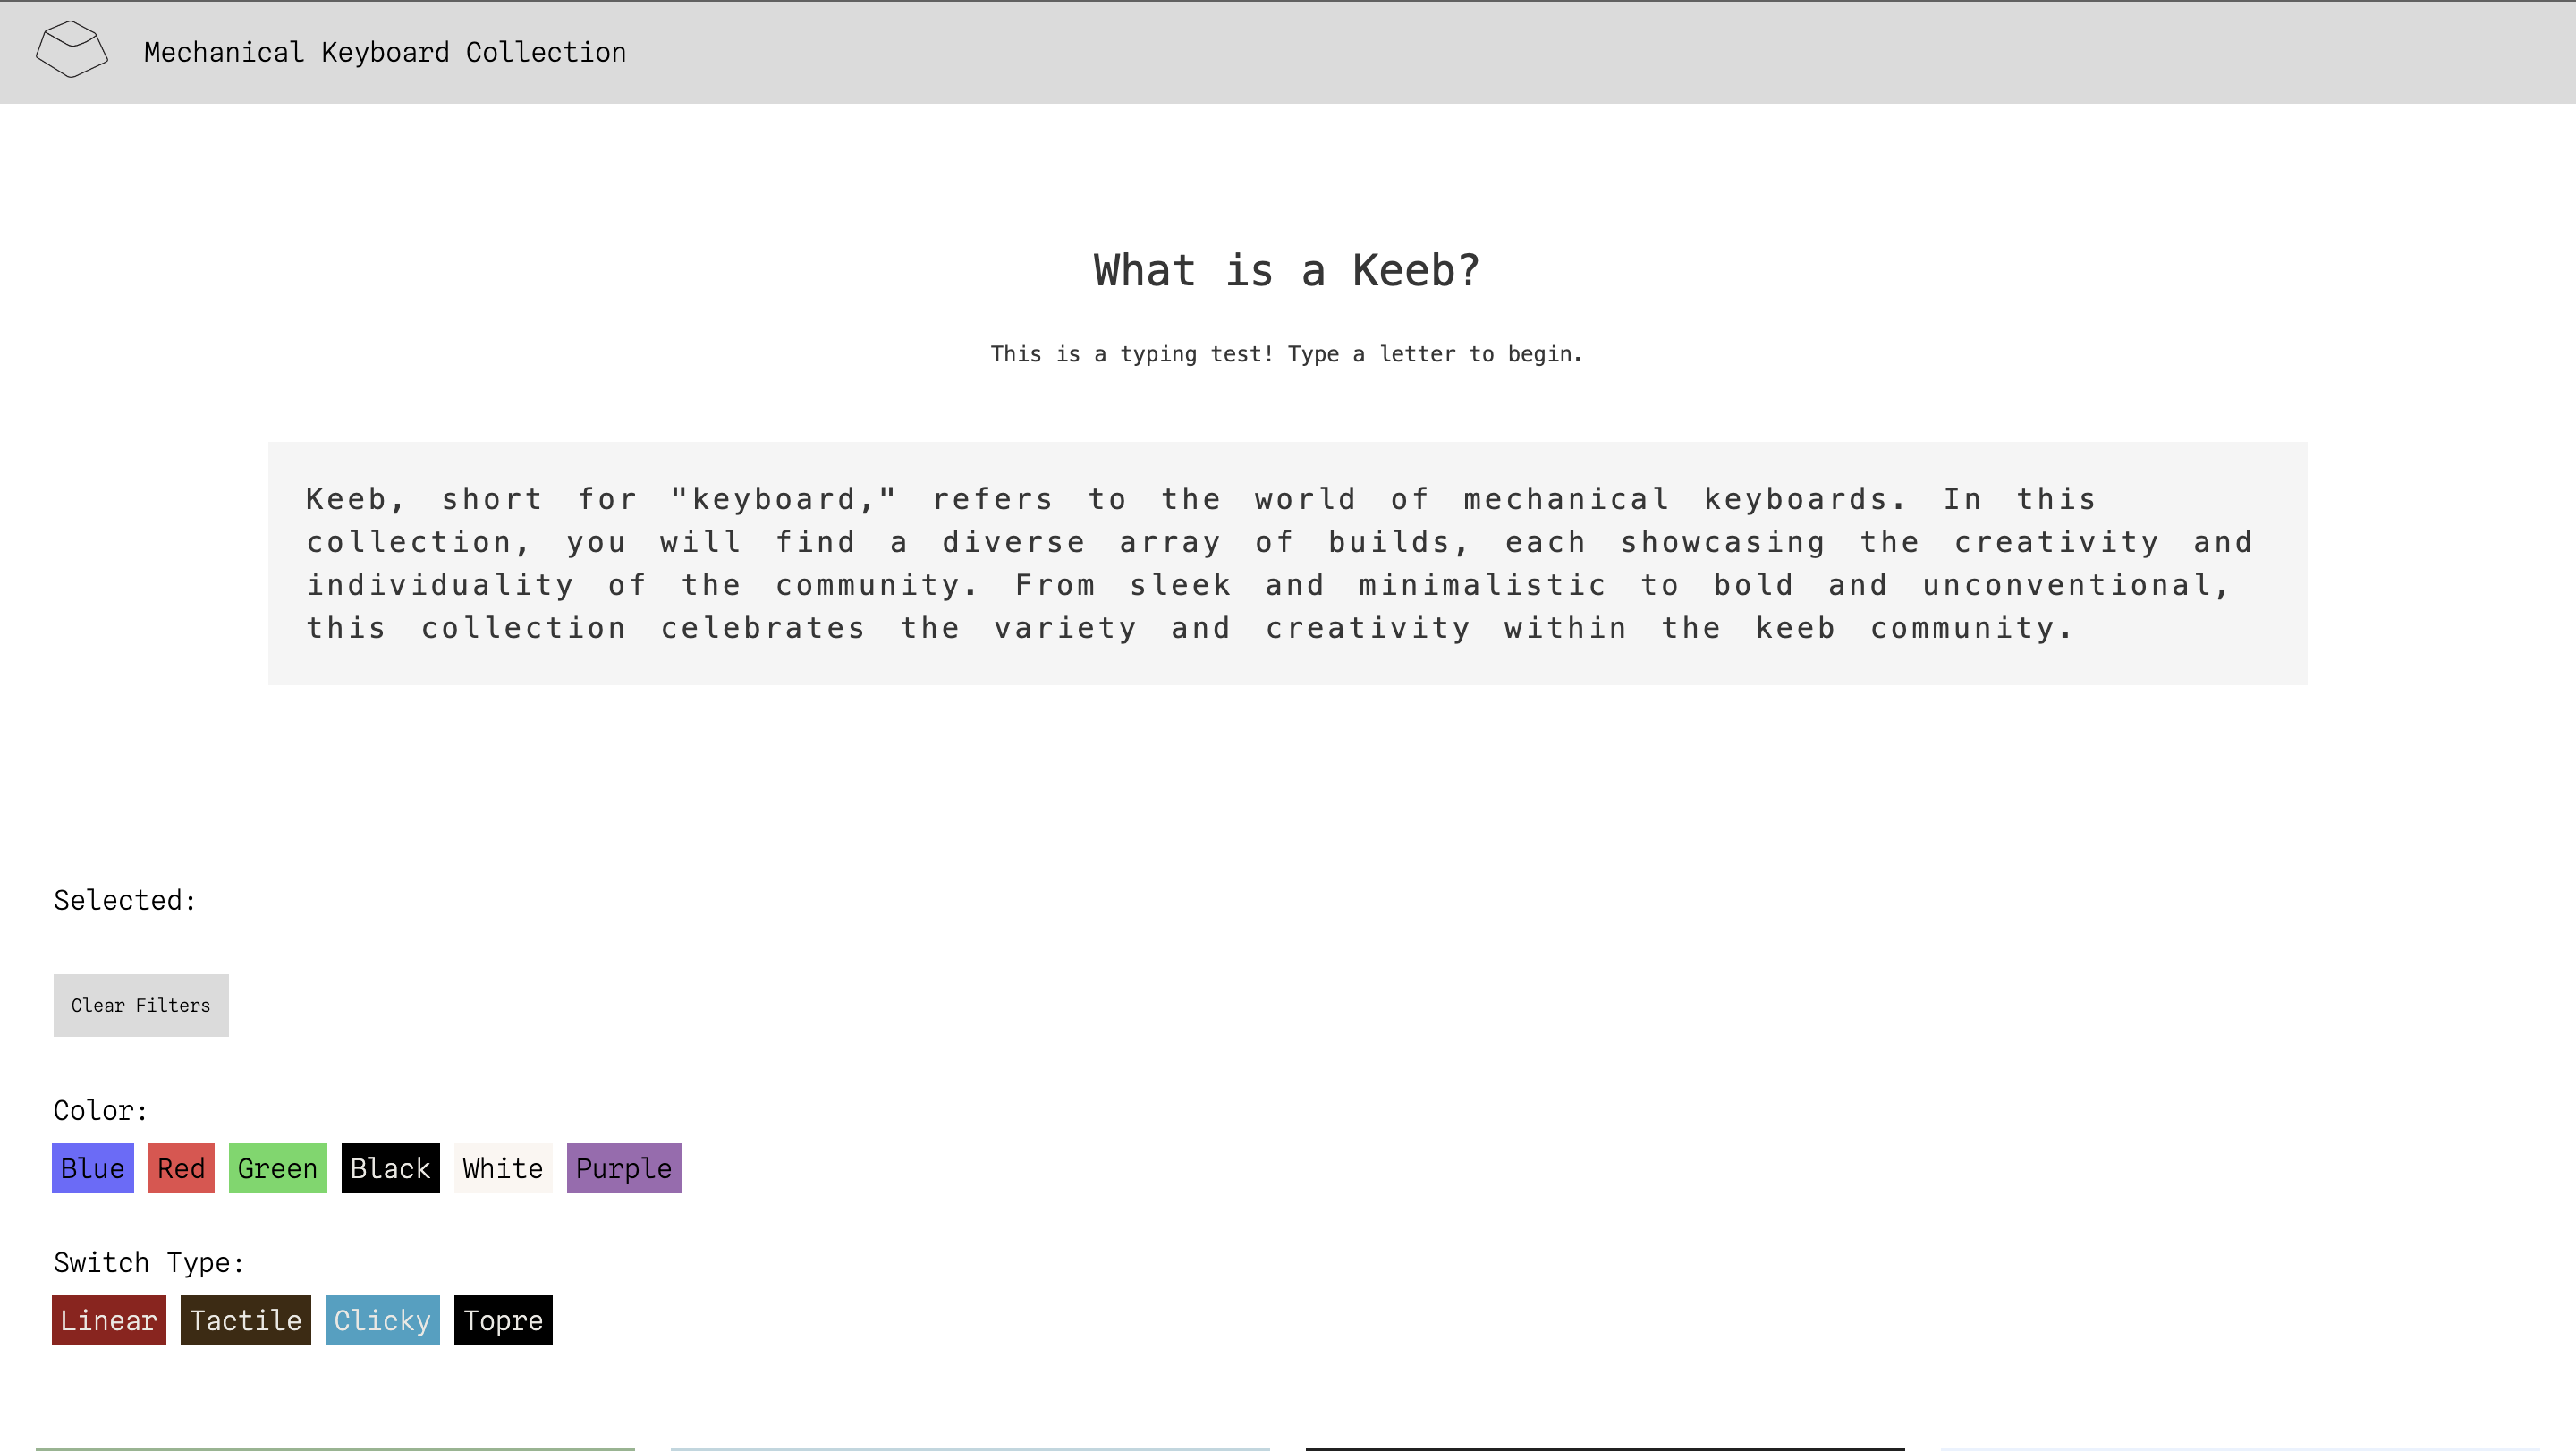 Mechanical Keyboard Collection
What is a Keeb?
This is a typing test! Type a letter to begin.
Keeb, short for "keyboard," refers to the world of mechanical keyboards. In this
collection, you will find a diverse array of builds, each showcasing the creativity and
individuality of the community. From sleek and minimalistic to bold and unconventional,
this collection celebrates the variety and creativity within the keeb community.
Selected:
Clear Filters
Color:
Blue Red Green Black White Purple
Switch Type:
Linear Tactile Clicky Topre